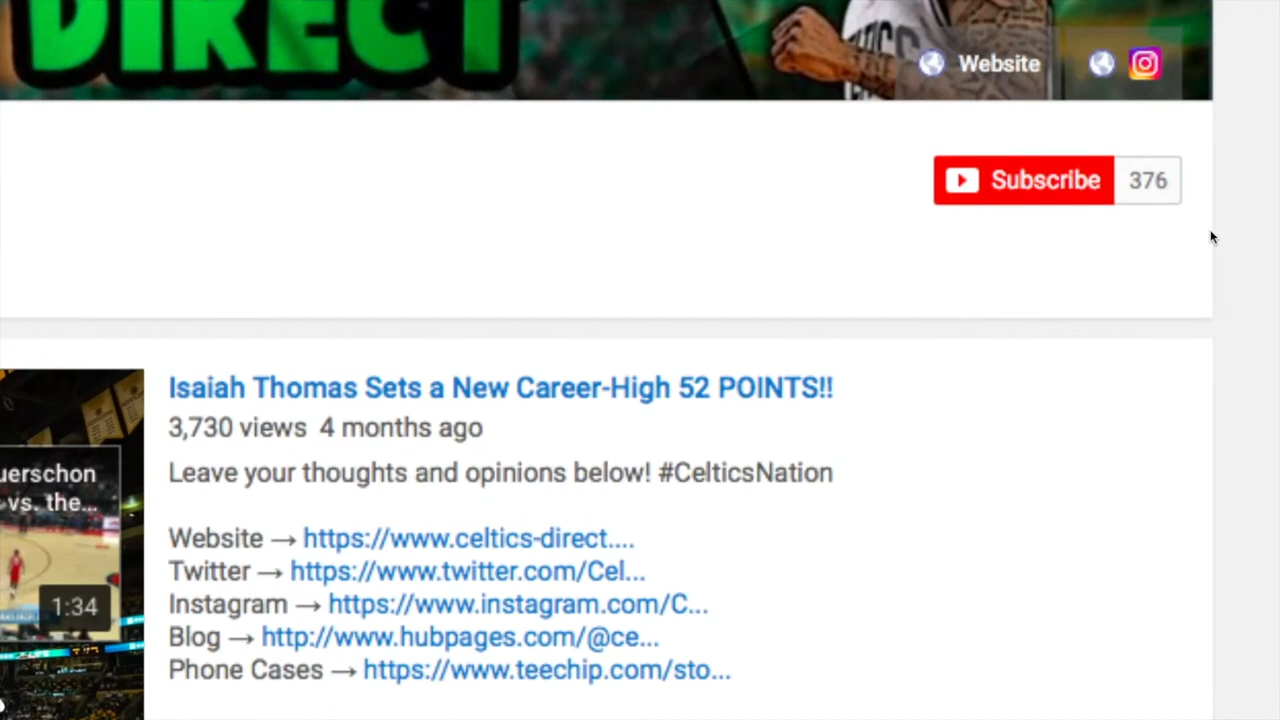 DIRECT
Website
Subscribe 376
Isaiah Thomas Sets a New Career-High 52 POINTS!!
3,730 views 4 months ago
Leave your thoughts and opinions below! #CelticsNation
uerschon
vs. the...
1:34
Website → https://www.celtics-direct....
Twitter → https://www.twitter.com/Cel...
Instagram → https://www.instagram.com/C...
Blog → http://www.hubpages.com/@ce...
Phone Cases → https://www.teechip.com/sto...